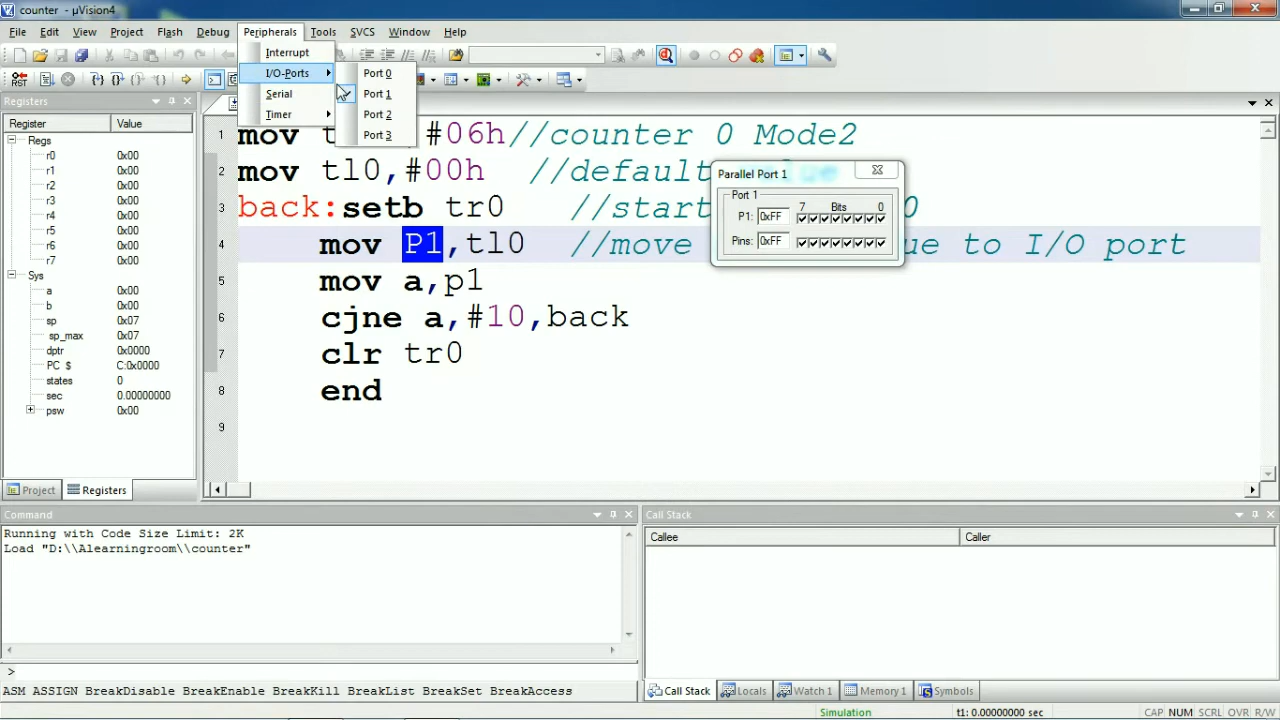 counter - µVision4
File Edit View Project Flash Debug Peripherals Tools SVCS Window Help
Interrupt
I/O-Ports
Serial
Timer
Port 0
Port 1
Port 2
Port 3
RST
Registers
Register Value
Regs
r0 0x00
r1 0x00
r2 0x00
r3 0x00
r4 0x00
r5 0x00
r6 0x00
r7 0x00
Sys
a 0x00
b 0x00
sp 0x07
sp_max 0x07
dptr 0x0000
PC $ C:0x0000
states 0
sec 0.00000000
psw 0x00
Project Registers
1 mov #06h//counter 0 Mode2
2 mov tl0,#00h //default value
3 back:setb tr0 //start 0
4 mov P1,tl0 //move to I/O port
5 mov a,p1
6 cjne a,#10,back
7 clr tr0
8 end
9
Parallel Port 1
Port 1
7 Bits 0
P1: 0xFF
Pins: 0xFF
Command
Running with Code Size Limit: 2K
Load "D:\\Alearningroom\\counter"
>
ASM ASSIGN BreakDisable BreakEnable BreakKill BreakList BreakSet BreakAccess
Call Stack
Callee Caller
Call Stack Locals Watch 1 Memory 1 Symbols
Simulation t1: 0.00000000 sec CAP NUM SCRL OVR R/W